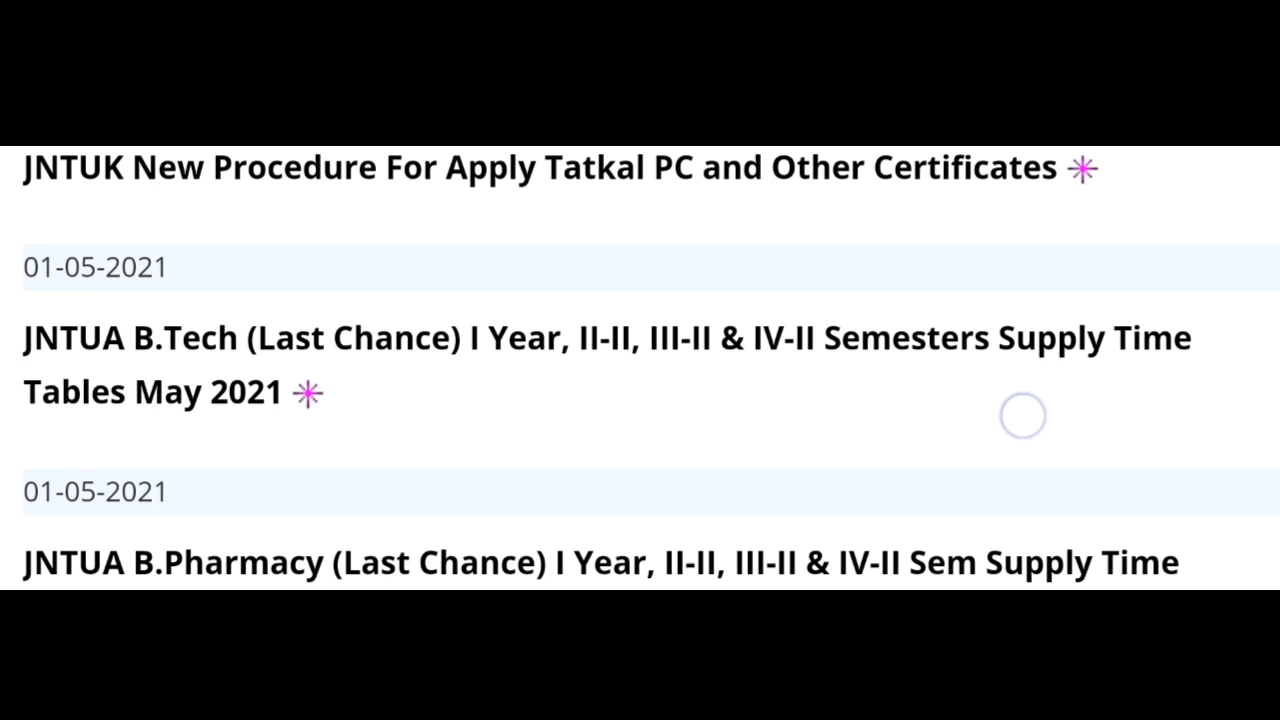 JNTUK New Procedure For Apply Tatkal PC and Other Certificates
01-05-2021
JNTUA B.Tech (Last Chance) I Year, II-II, III-II & IV-II Semesters Supply Time
Tables May 2021
01-05-2021
JNTUA B.Pharmacy (Last Chance) I Year, II-II, III-II & IV-II Sem Supply Time